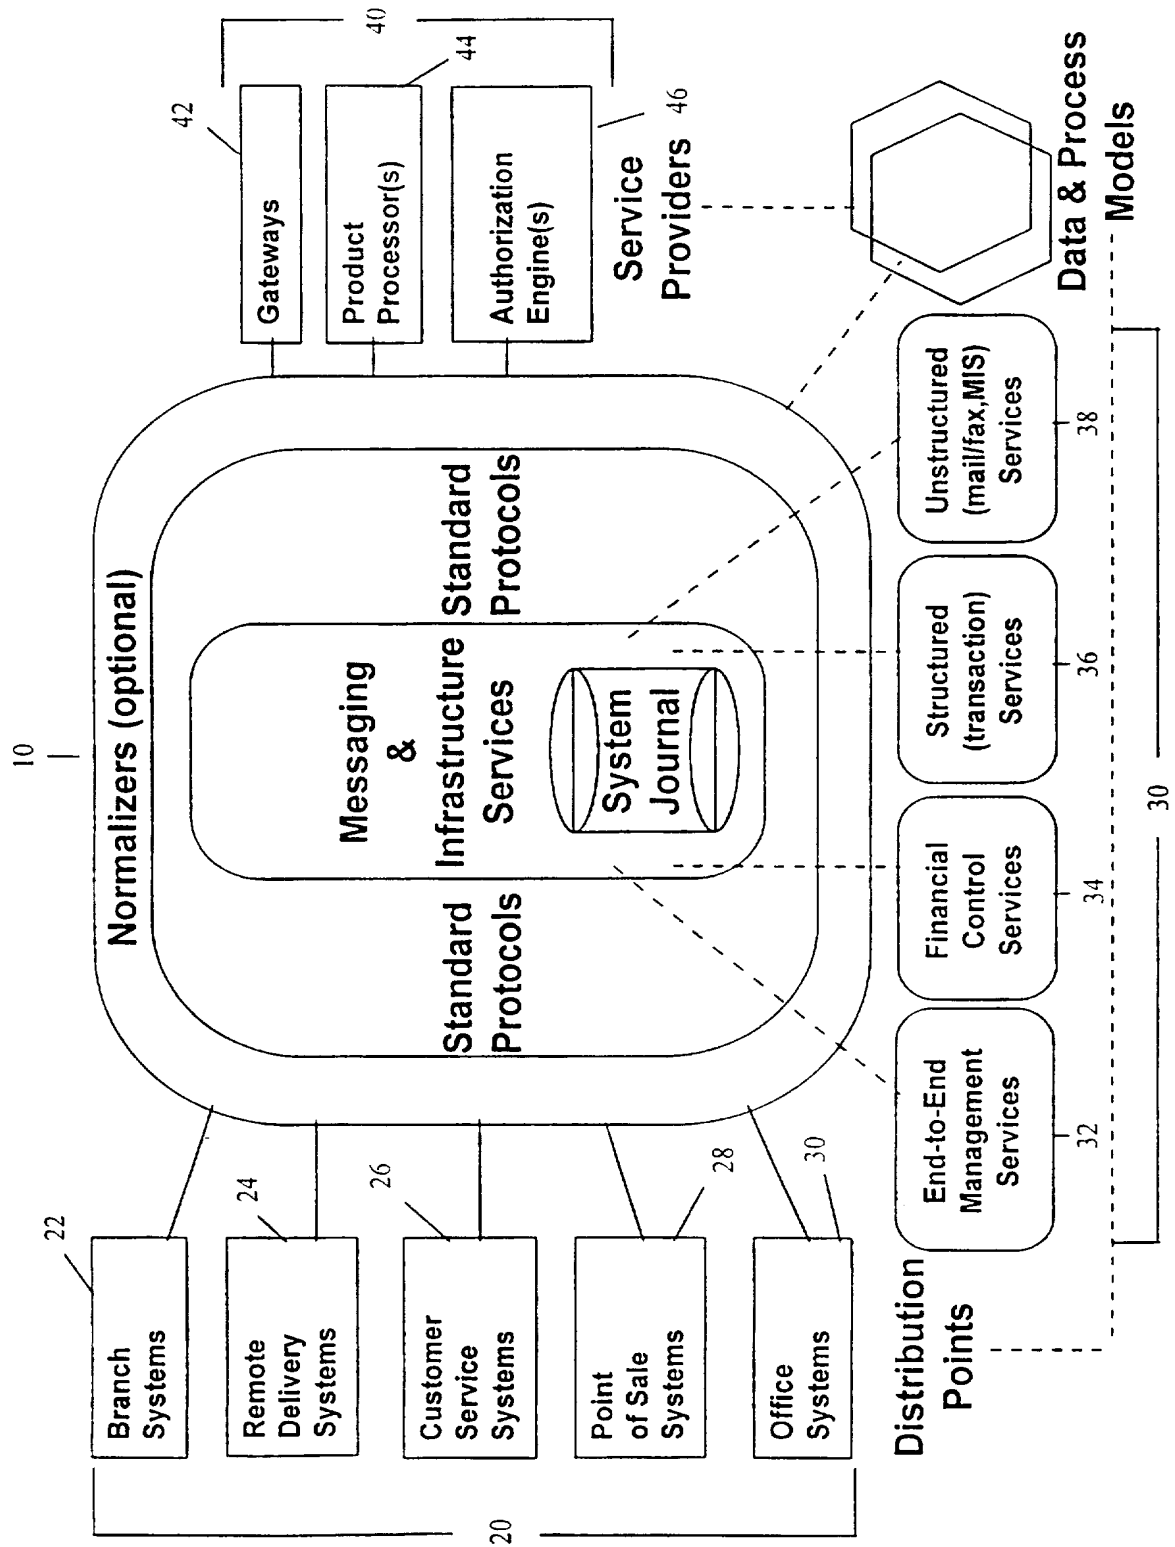 10
Normalizers (optional)
Standard
Protocols
Messaging
&
Infrastructure
Services
System
Journal
Standard
Protocols
20
22
Branch
Systems
24
Remote
Delivery
Systems
26
Customer
Service
Systems
28
Point
of Sale
Systems
30
Office
Systems
Distribution
Points
40
42
Gateways
44
Product
Processor(s)
46
Authorization
Engine(s)
Service
Providers
Data & Process
Models
End-to-End
Management
Services
32
Financial
Control
Services
34
Structured
(transaction)
Services
36
Unstructured
(mail/fax,MIS)
Services
38
30